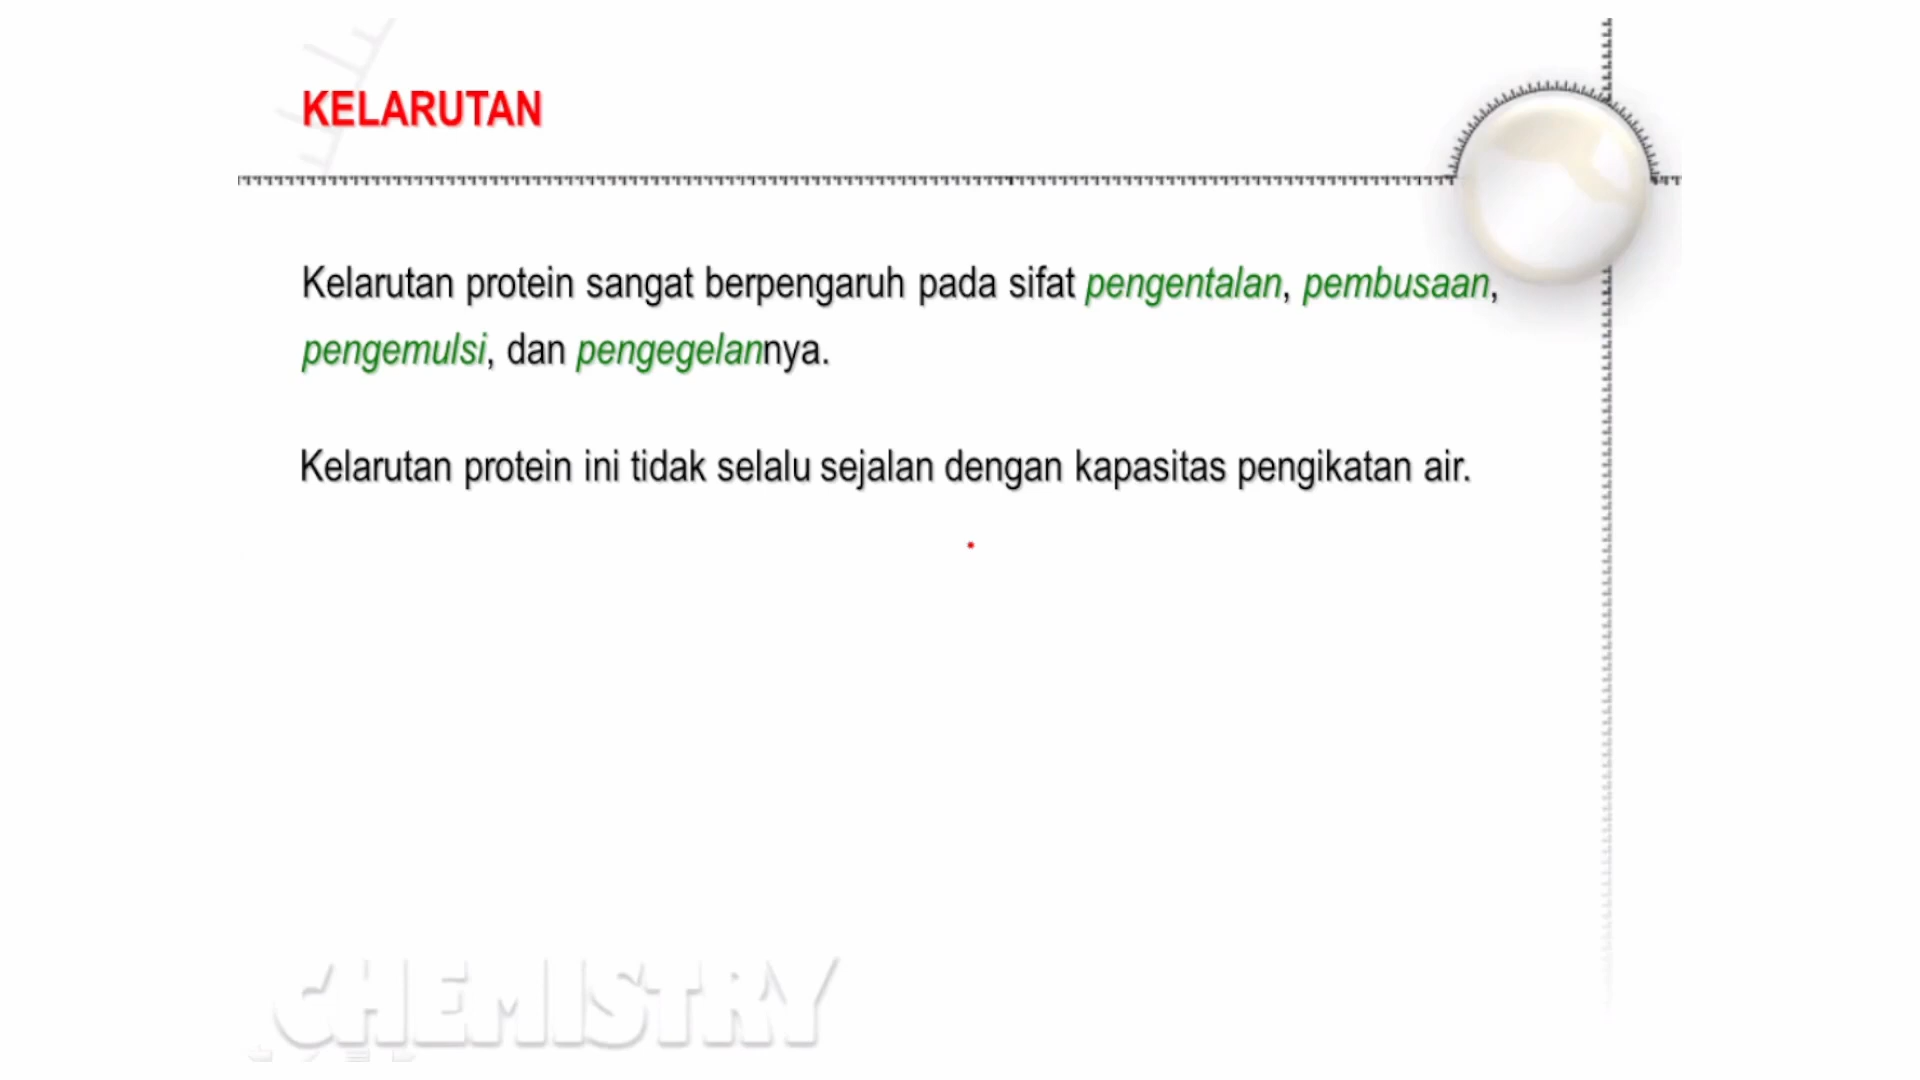 KELARUTAN
Kelarutan protein sangat berpengaruh pada sifat pengentalan, pembusaan,
pengemulsi, dan pengegelannya.
Kelarutan protein ini tidak selalu sejalan dengan kapasitas pengikatan air.
CHEMISTRY